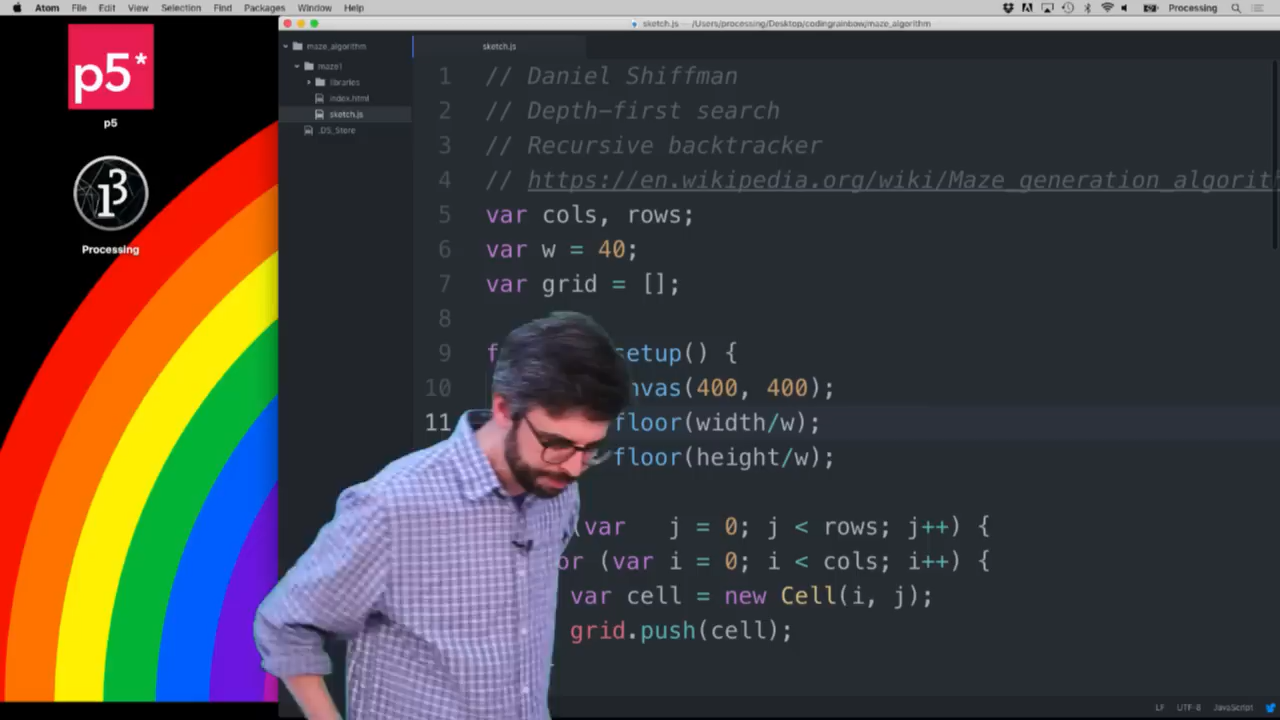 Atom File Edit View Selection Find Packages Window Help Processing
sketch.js — /Users/processing/Desktop/codingrainbow/maze_algorithm
p5*
p5
Processing
maze_algorithm
maze1
libraries
index.html
sketch.js
.DS_Store
sketch.js
1 // Daniel Shiffman
2 // Depth-first search
3 // Recursive backtracker
4 // https://en.wikipedia.org/wiki/Maze_generation_algorit
5 var cols, rows;
6 var w = 40;
7 var grid = [];
8
9 f setup() {
10 nvas(400, 400);
11 floor(width/w);
floor(height/w);
(var j = 0; j < rows; j++) {
or (var i = 0; i < cols; i++) {
var cell = new Cell(i, j);
grid.push(cell);
LF UTF-8 JavaScript